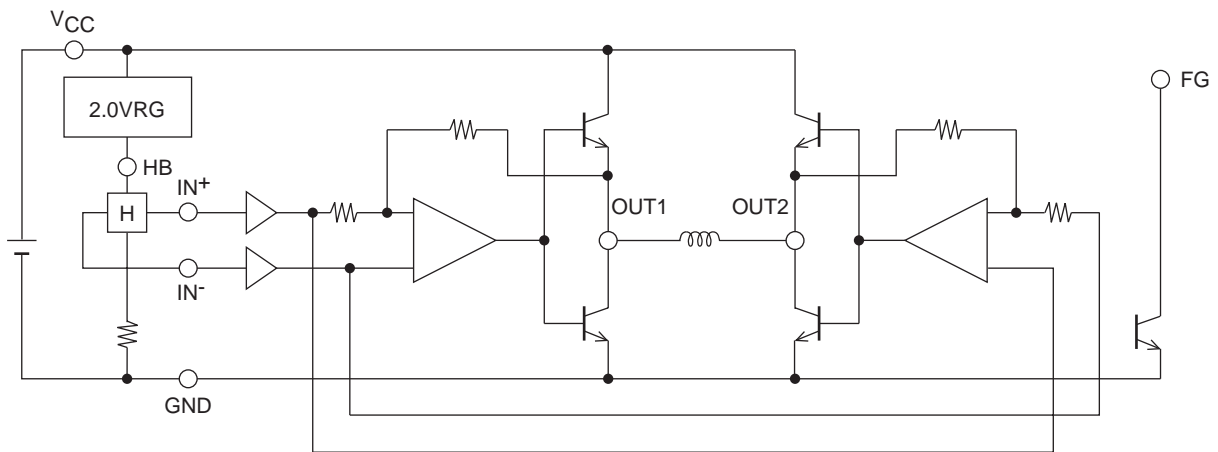 VCC
2.0VRG
HB
IN+
H
IN-
GND
OUT1
OUT2
FG